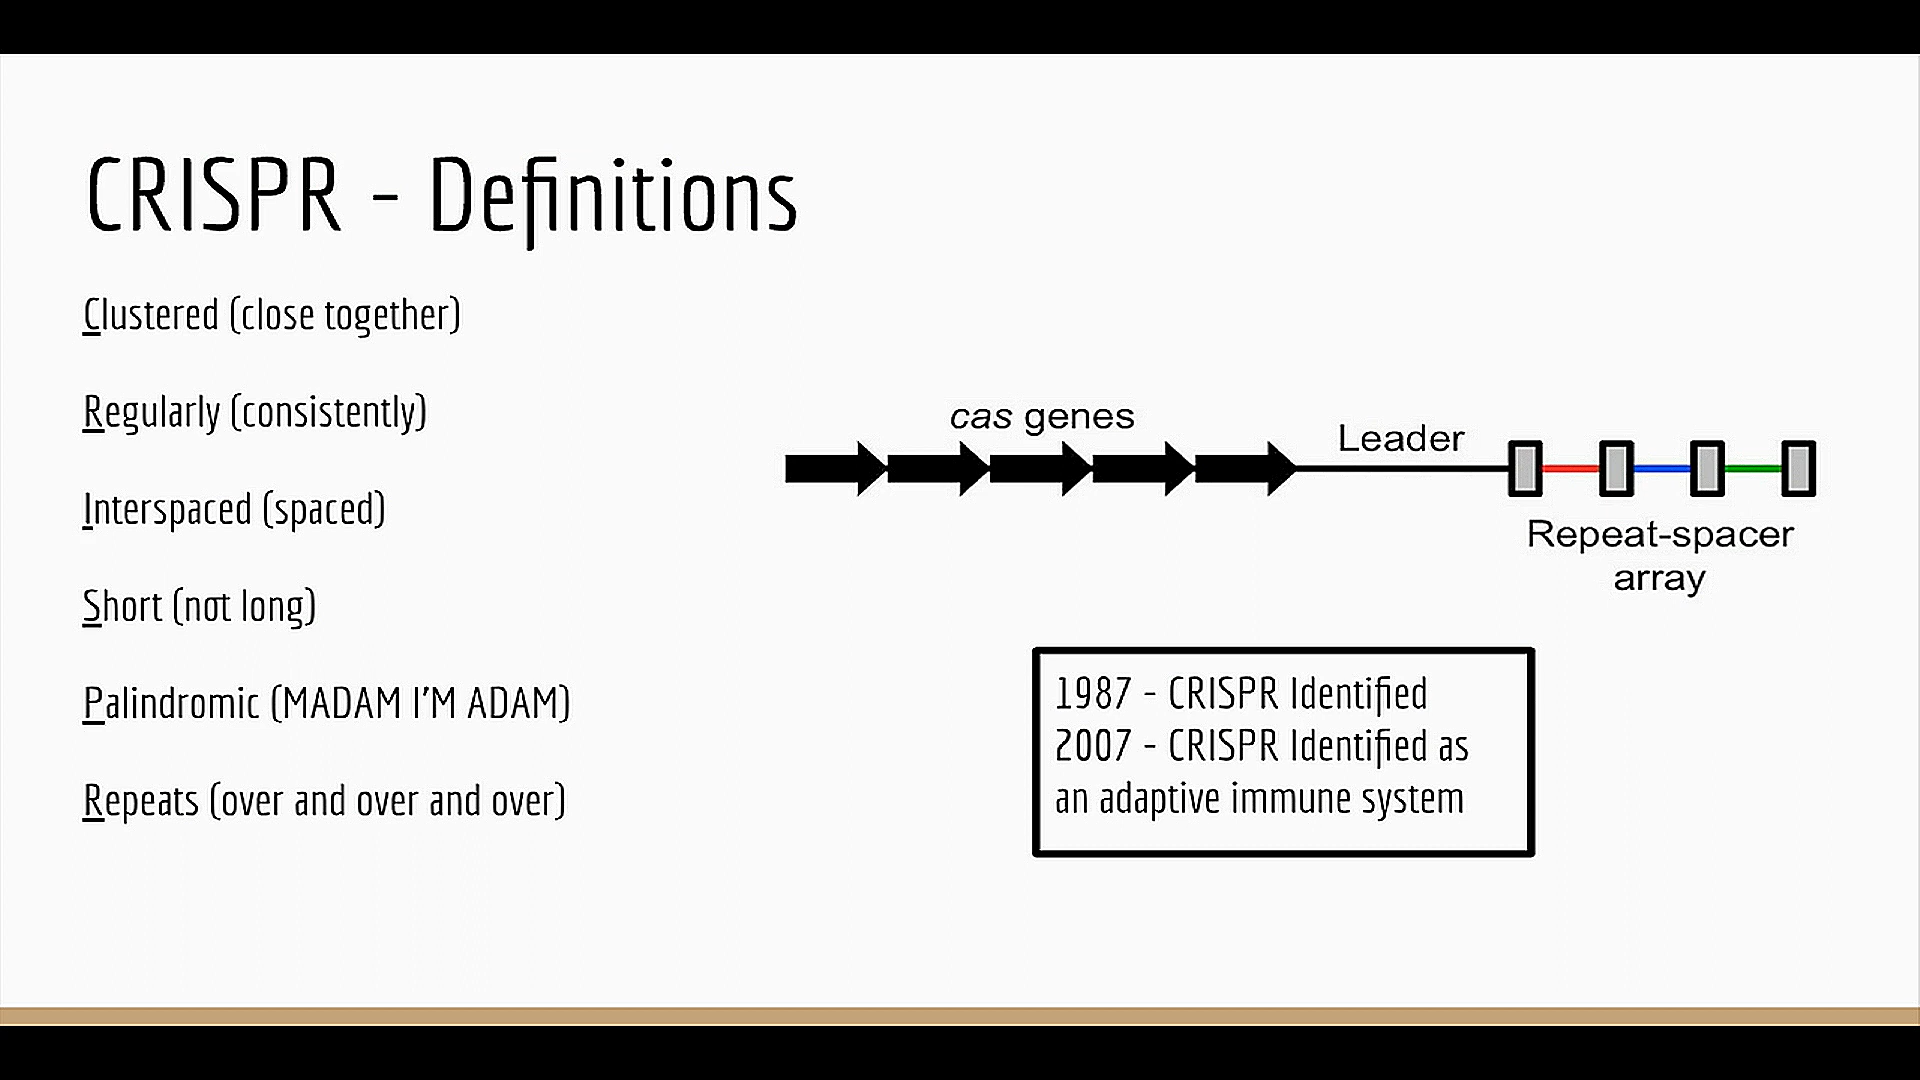 CRISPR - Definitions
Clustered (close together)
Regularly (consistently)
Interspaced (spaced)
Short (not long)
Palindromic (MADAM I'M ADAM)
Repeats (over and over and over)
cas genes
Leader
Repeat-spacer
array
1987 - CRISPR Identified
2007 - CRISPR Identified as
an adaptive immune system